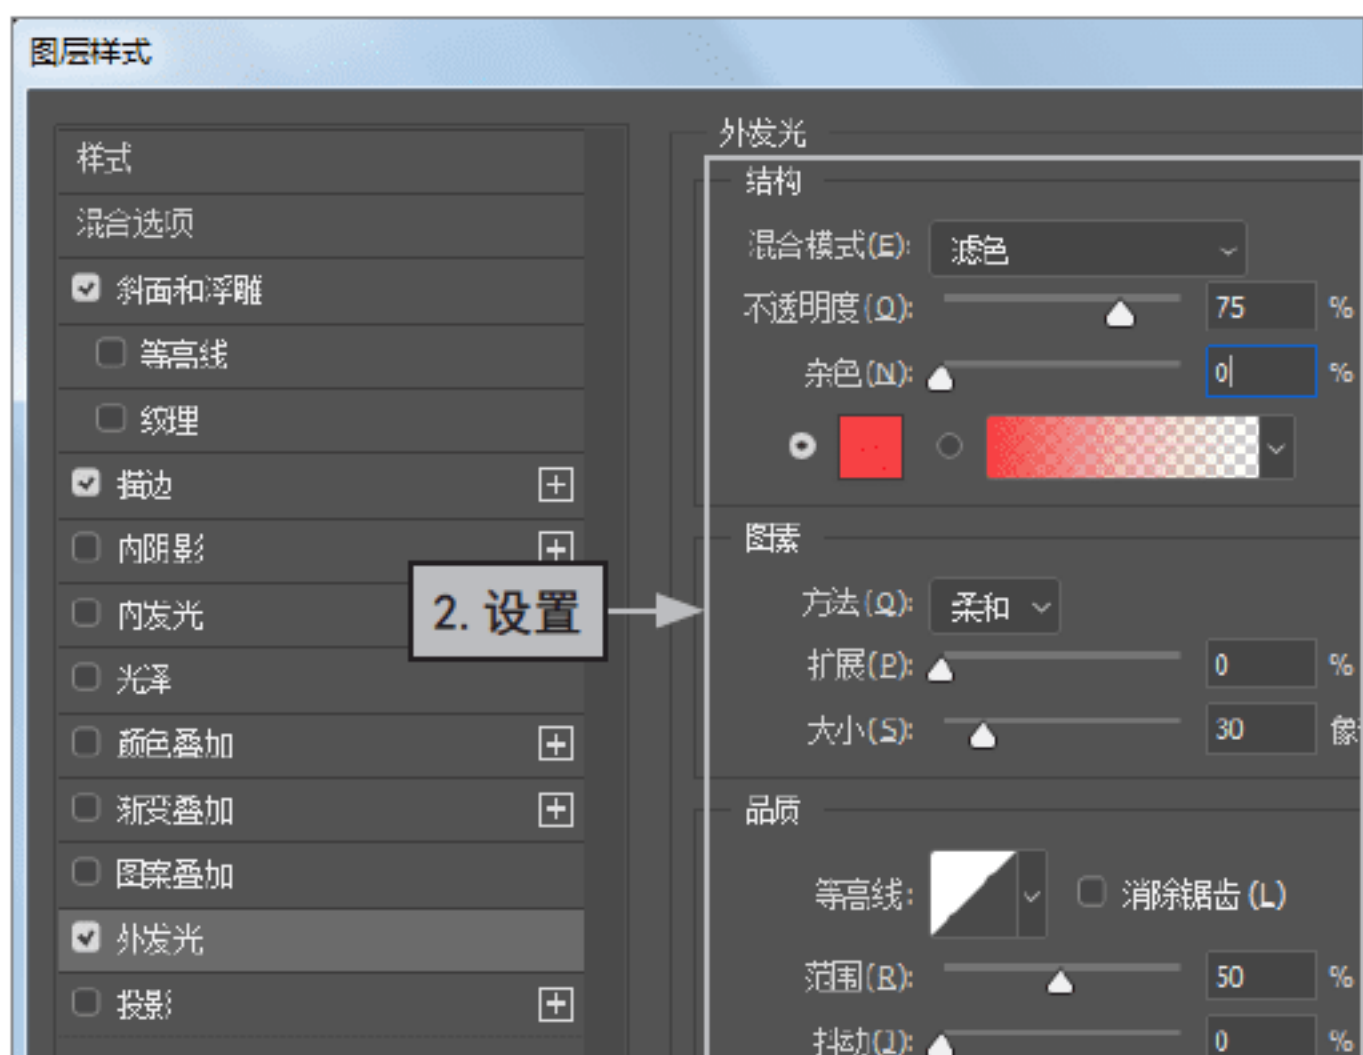 图层样式
样式
混合选项
斜面和浮雕
等高线
纹理
描边
内阴影
内发光
光泽
颜色叠加
渐变叠加
图案叠加
外发光
投影
2. 设置
外发光
结构
混合模式(E): 滤色
不透明度(O): 75 %
杂色(N): 0 %
图素
方法(Q): 柔和
扩展(P): 0 %
大小(S): 30 像
品质
等高线: 消除锯齿(L)
范围(R): 50 %
抖动(J): 0 %